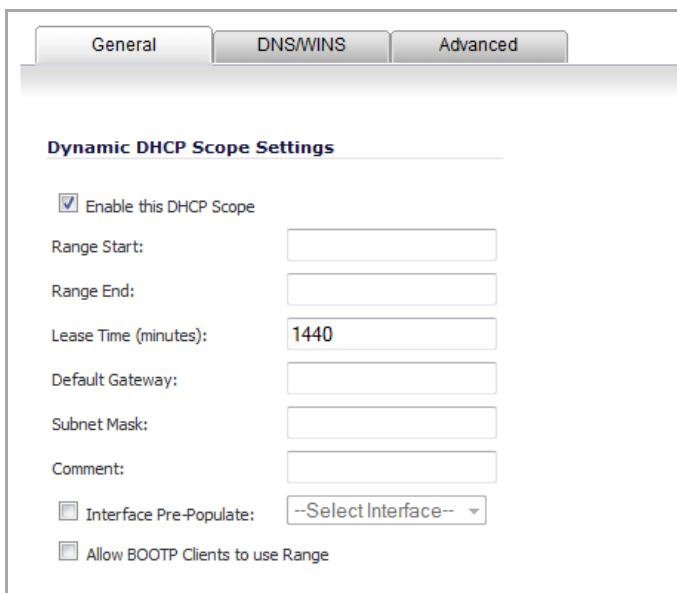 General
DNS/WINS
Advanced
Dynamic DHCP Scope Settings
Enable this DHCP Scope
Range Start:
Range End:
Lease Time (minutes): 1440
Default Gateway:
Subnet Mask:
Comment:
Interface Pre-Populate: --Select Interface--
Allow BOOTP Clients to use Range